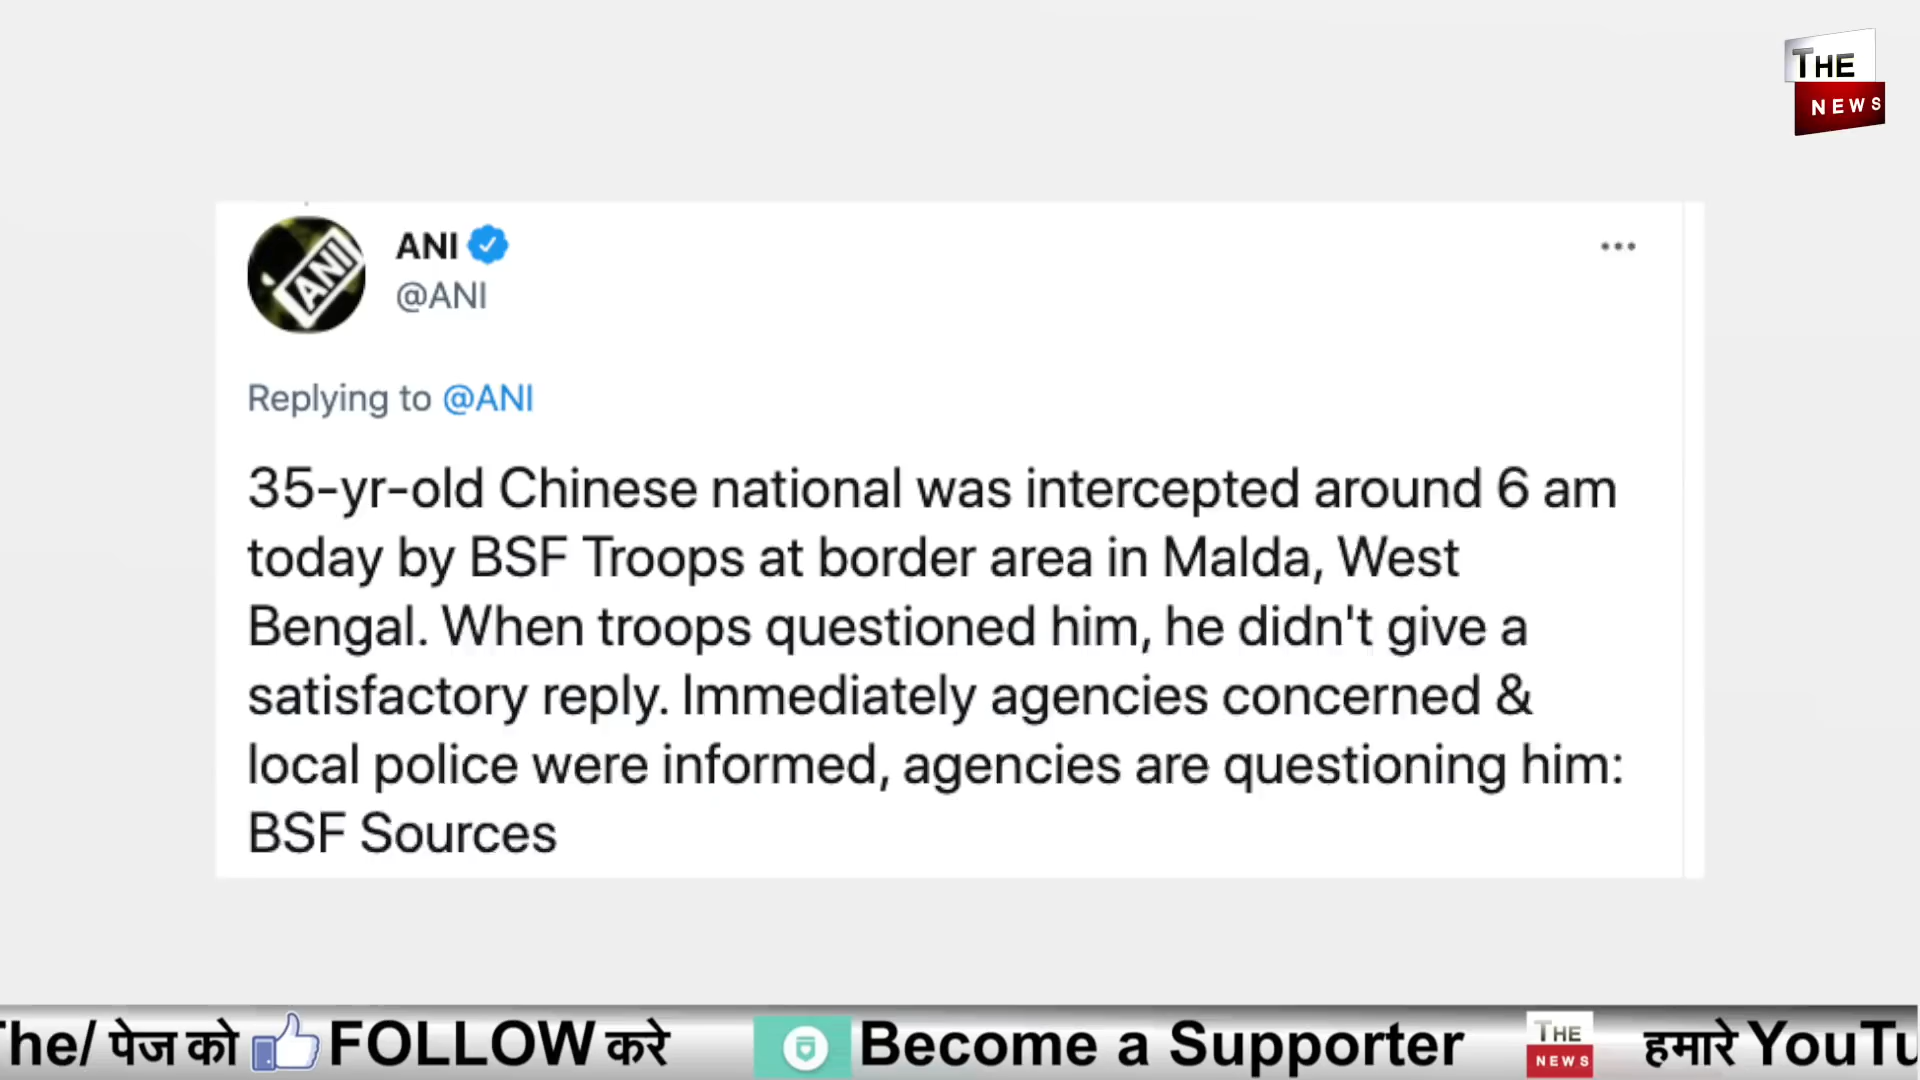 THE
NEWS
ANI
ANI
@ANI
Replying to @ANI
35-yr-old Chinese national was intercepted around 6 am
today by BSF Troops at border area in Malda, West
Bengal. When troops questioned him, he didn't give a
satisfactory reply. Immediately agencies concerned &
local police were informed, agencies are questioning him:
BSF Sources
The/ पेज को FOLLOW करे Become a Supporter THE NEWS हमारे YouTu